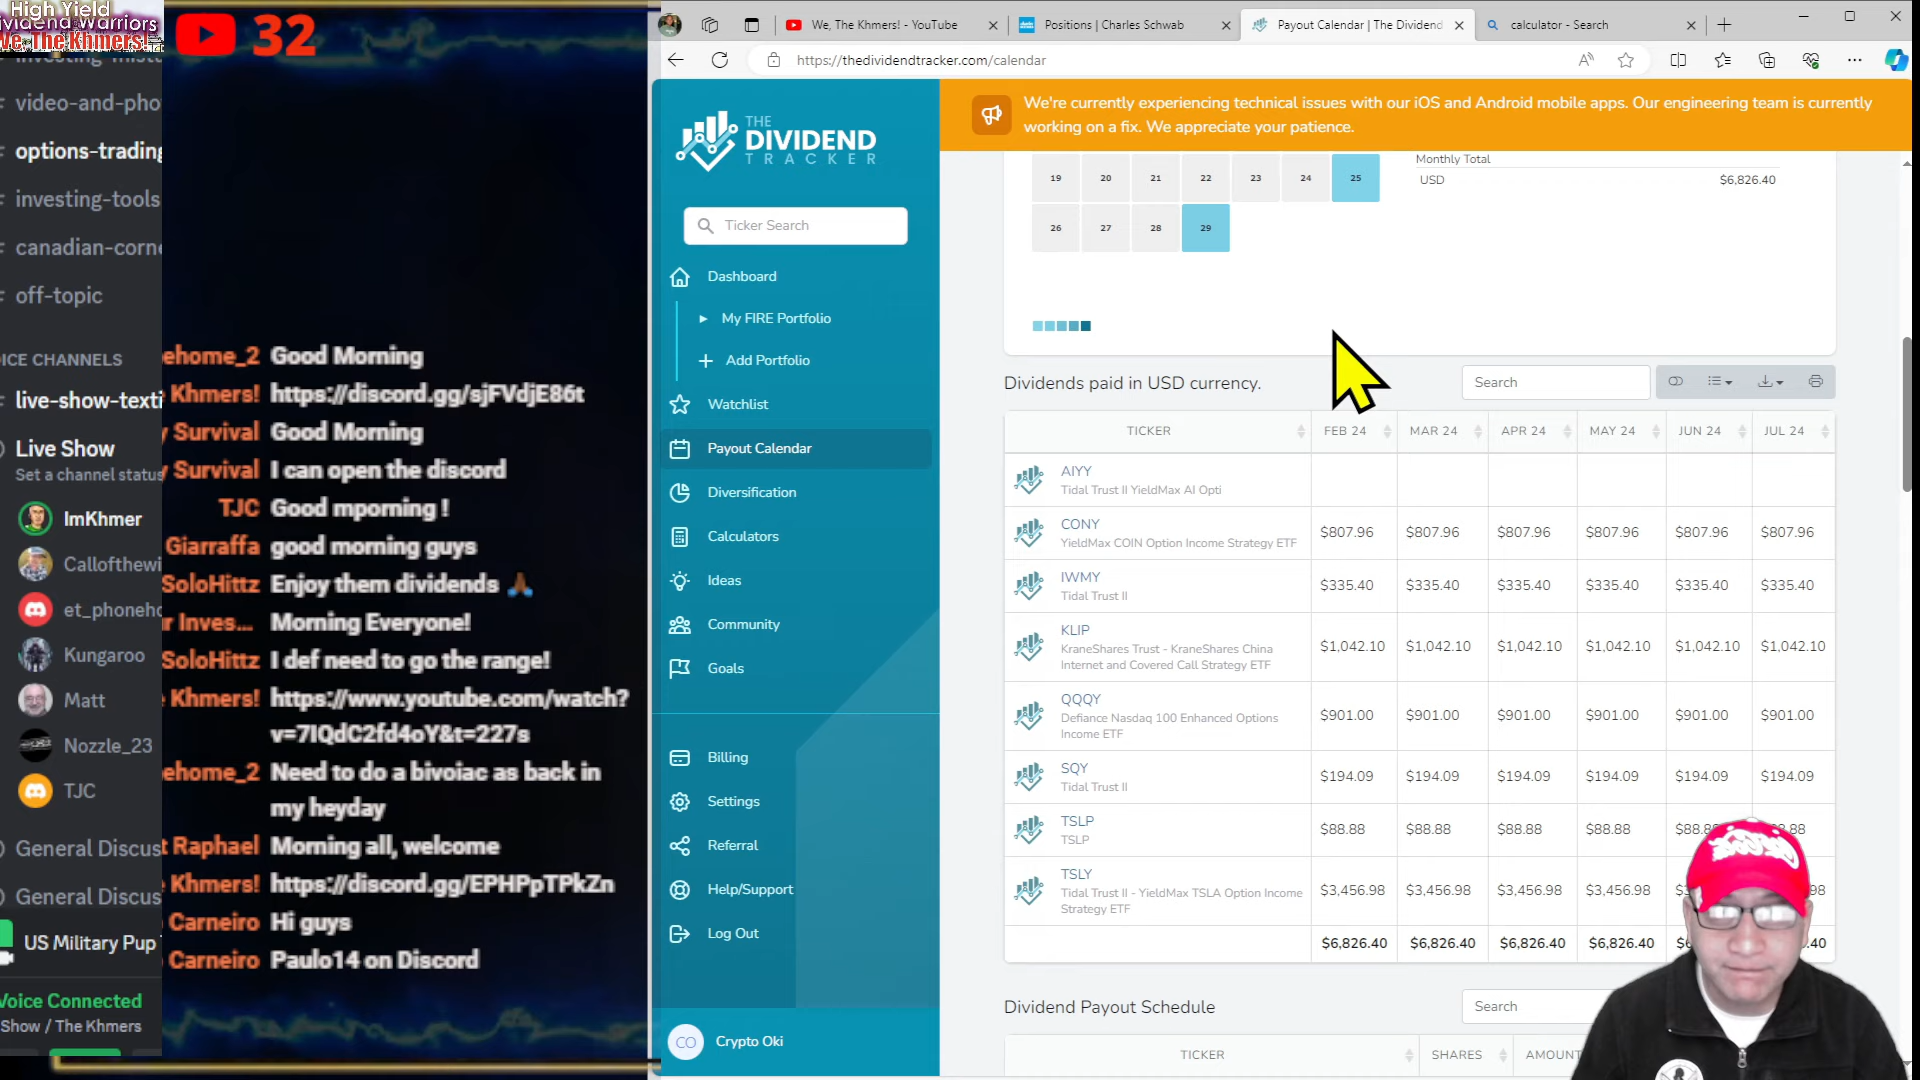 High Yield
Dividend Warriors
We, The Khmers!
32
video-and-pho
options-trading
investing-tools
canadian-corne
off-topic
ICE CHANNELS
live-show-texti
Live Show
Set a channel status
ImKhmer
Callofthewi
et_phoneho
Kungaroo
Matt
Nozzle_23
TJC
General Discus
General Discus
US Military Pup T
Voice Connected
Show / The Khmers
ehome_2 Good Morning
Khmers! https://discord.gg/sjFVdjE86t
y Survival Good Morning
y Survival I can open the discord
TJC Good mporning !
Giarraffa good morning guys
SoloHittz Enjoy them dividends 🙏🏾
r Inves... Morning Everyone!
SoloHittz I def need to go the range!
Khmers! https://www.youtube.com/watch?
v=7IQdC2fd4oY&t=227s
ehome_2 Need to do a bivoiac as back in
my heyday
t Raphael Morning all, welcome
Khmers! https://discord.gg/EPHPpTPkZn
Carneiro Hi guys
Carneiro Paulo14 on Discord
We, The Khmers! - YouTube
Positions | Charles Schwab
Payout Calendar | The Dividend
calculator - Search
https://thedividendtracker.com/calendar
THE
DIVIDEND
TRACKER
Ticker Search
Dashboard
My FIRE Portfolio
Add Portfolio
Watchlist
Payout Calendar
Diversification
Calculators
Ideas
Community
Goals
Billing
Settings
Referral
Help/Support
Log Out
CO Crypto Oki
We're currently experiencing technical issues with our iOS and Android mobile apps. Our engineering team is currently
working on a fix. We appreciate your patience.
19 20 21 22 23 24 25
26 27 28 29
Monthly Total
USD $6,826.40
Dividends paid in USD currency.
Search
TICKER FEB 24 MAR 24 APR 24 MAY 24 JUN 24 JUL 24
AIYY
Tidal Trust II YieldMax AI Opti
CONY
YieldMax COIN Option Income Strategy ETF
$807.96 $807.96 $807.96 $807.96 $807.96 $807.96
IWMY
Tidal Trust II
$335.40 $335.40 $335.40 $335.40 $335.40 $335.40
KLIP
KraneShares Trust - KraneShares China
Internet and Covered Call Strategy ETF
$1,042.10 $1,042.10 $1,042.10 $1,042.10 $1,042.10 $1,042.10
QQQY
Defiance Nasdaq 100 Enhanced Options
Income ETF
$901.00 $901.00 $901.00 $901.00 $901.00 $901.00
SQY
Tidal Trust II
$194.09 $194.09 $194.09 $194.09 $194.09 $194.09
TSLP
TSLP
$88.88 $88.88 $88.88 $88.88 $88.8 88
TSLY
Tidal Trust II - YieldMax TSLA Option Income
Strategy ETF
$3,456.98 $3,456.98 $3,456.98 $3,456.98 $3 98
$6,826.40 $6,826.40 $6,826.40 $6,826.40 $6 .40
Dividend Payout Schedule
Search
TICKER SHARES AMOUN